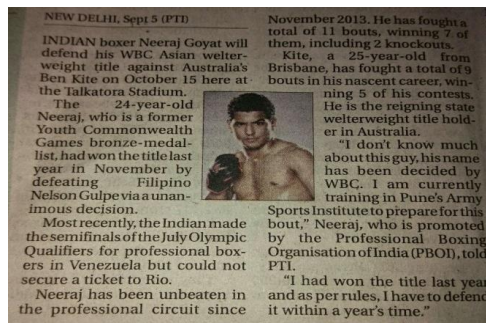 NEW DELHI, Sept 5 (PTI)
INDIAN boxer Neeraj Goyat will
defend his WBC Asian welter-
weight title against Australia's
Ben Kite on October 15 here at
the Talkatora Stadium.
The 24-year-old
Neeraj, who is a former
Youth Commonwealth
Games bronze-medal-
list, had won the title last
year in November by
defeating Filipino
Nelson Gulpe via a unan-
imous decision.
Most recently, the Indian made
the semifinals of the July Olympic
Qualifiers for professional box-
ers in Venezuela but could not
secure a ticket to Rio.
Neeraj has been unbeaten in
the professional circuit since
November 2013. He has fought a
total of 11 bouts, winning 7 of
them, including 2 knockouts.
Kite, a 25-year-old from
Brisbane, has fought a total of 9
bouts in his nascent career, win-
ning 5 of his contests.
He is the reigning state
welterweight title hold-
er in Australia.
"I don't know much
about this guy, his name
has been decided by
WBC. I am currently
training in Pune's Army
Sports Institute to prepare for this
bout," Neeraj, who is promoted
by the Professional Boxing
Organisation of India (PBOI), told
PTI.
"I had won the title last year
and as per rules, I have to defend
it within a year's time."